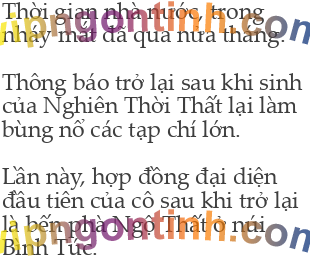 Thời gian nhà nước, trong
nháy mắt đã qua nửa tháng.
Thông báo trở lại sau khi sinh
của Nghiên Thời Thất lại làm
bùng nổ các tạp chí lớn.
Lần này, hợp đồng đại diện
đầu tiên của cô sau khi trở lại
là bến phà Ngô Thất ở núi
Bình Túc.